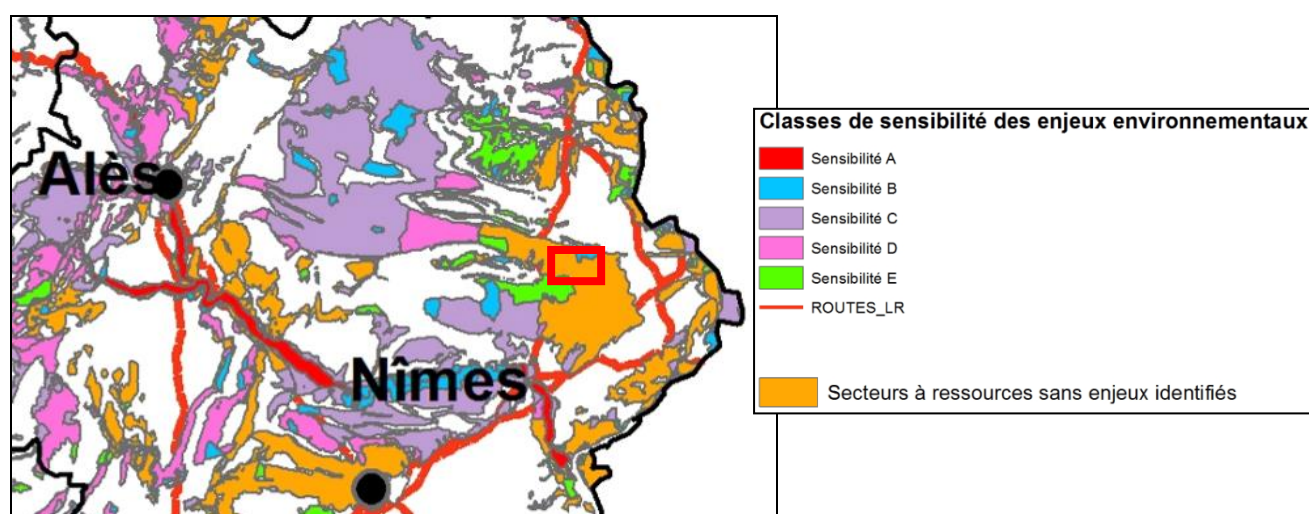 Alès
Nîmes
Classes de sensibilité des enjeux environnementaux
Sensibilité A
Sensibilité B
Sensibilité C
Sensibilité D
Sensibilité E
ROUTES_LR
Secteurs à ressources sans enjeux identifiés